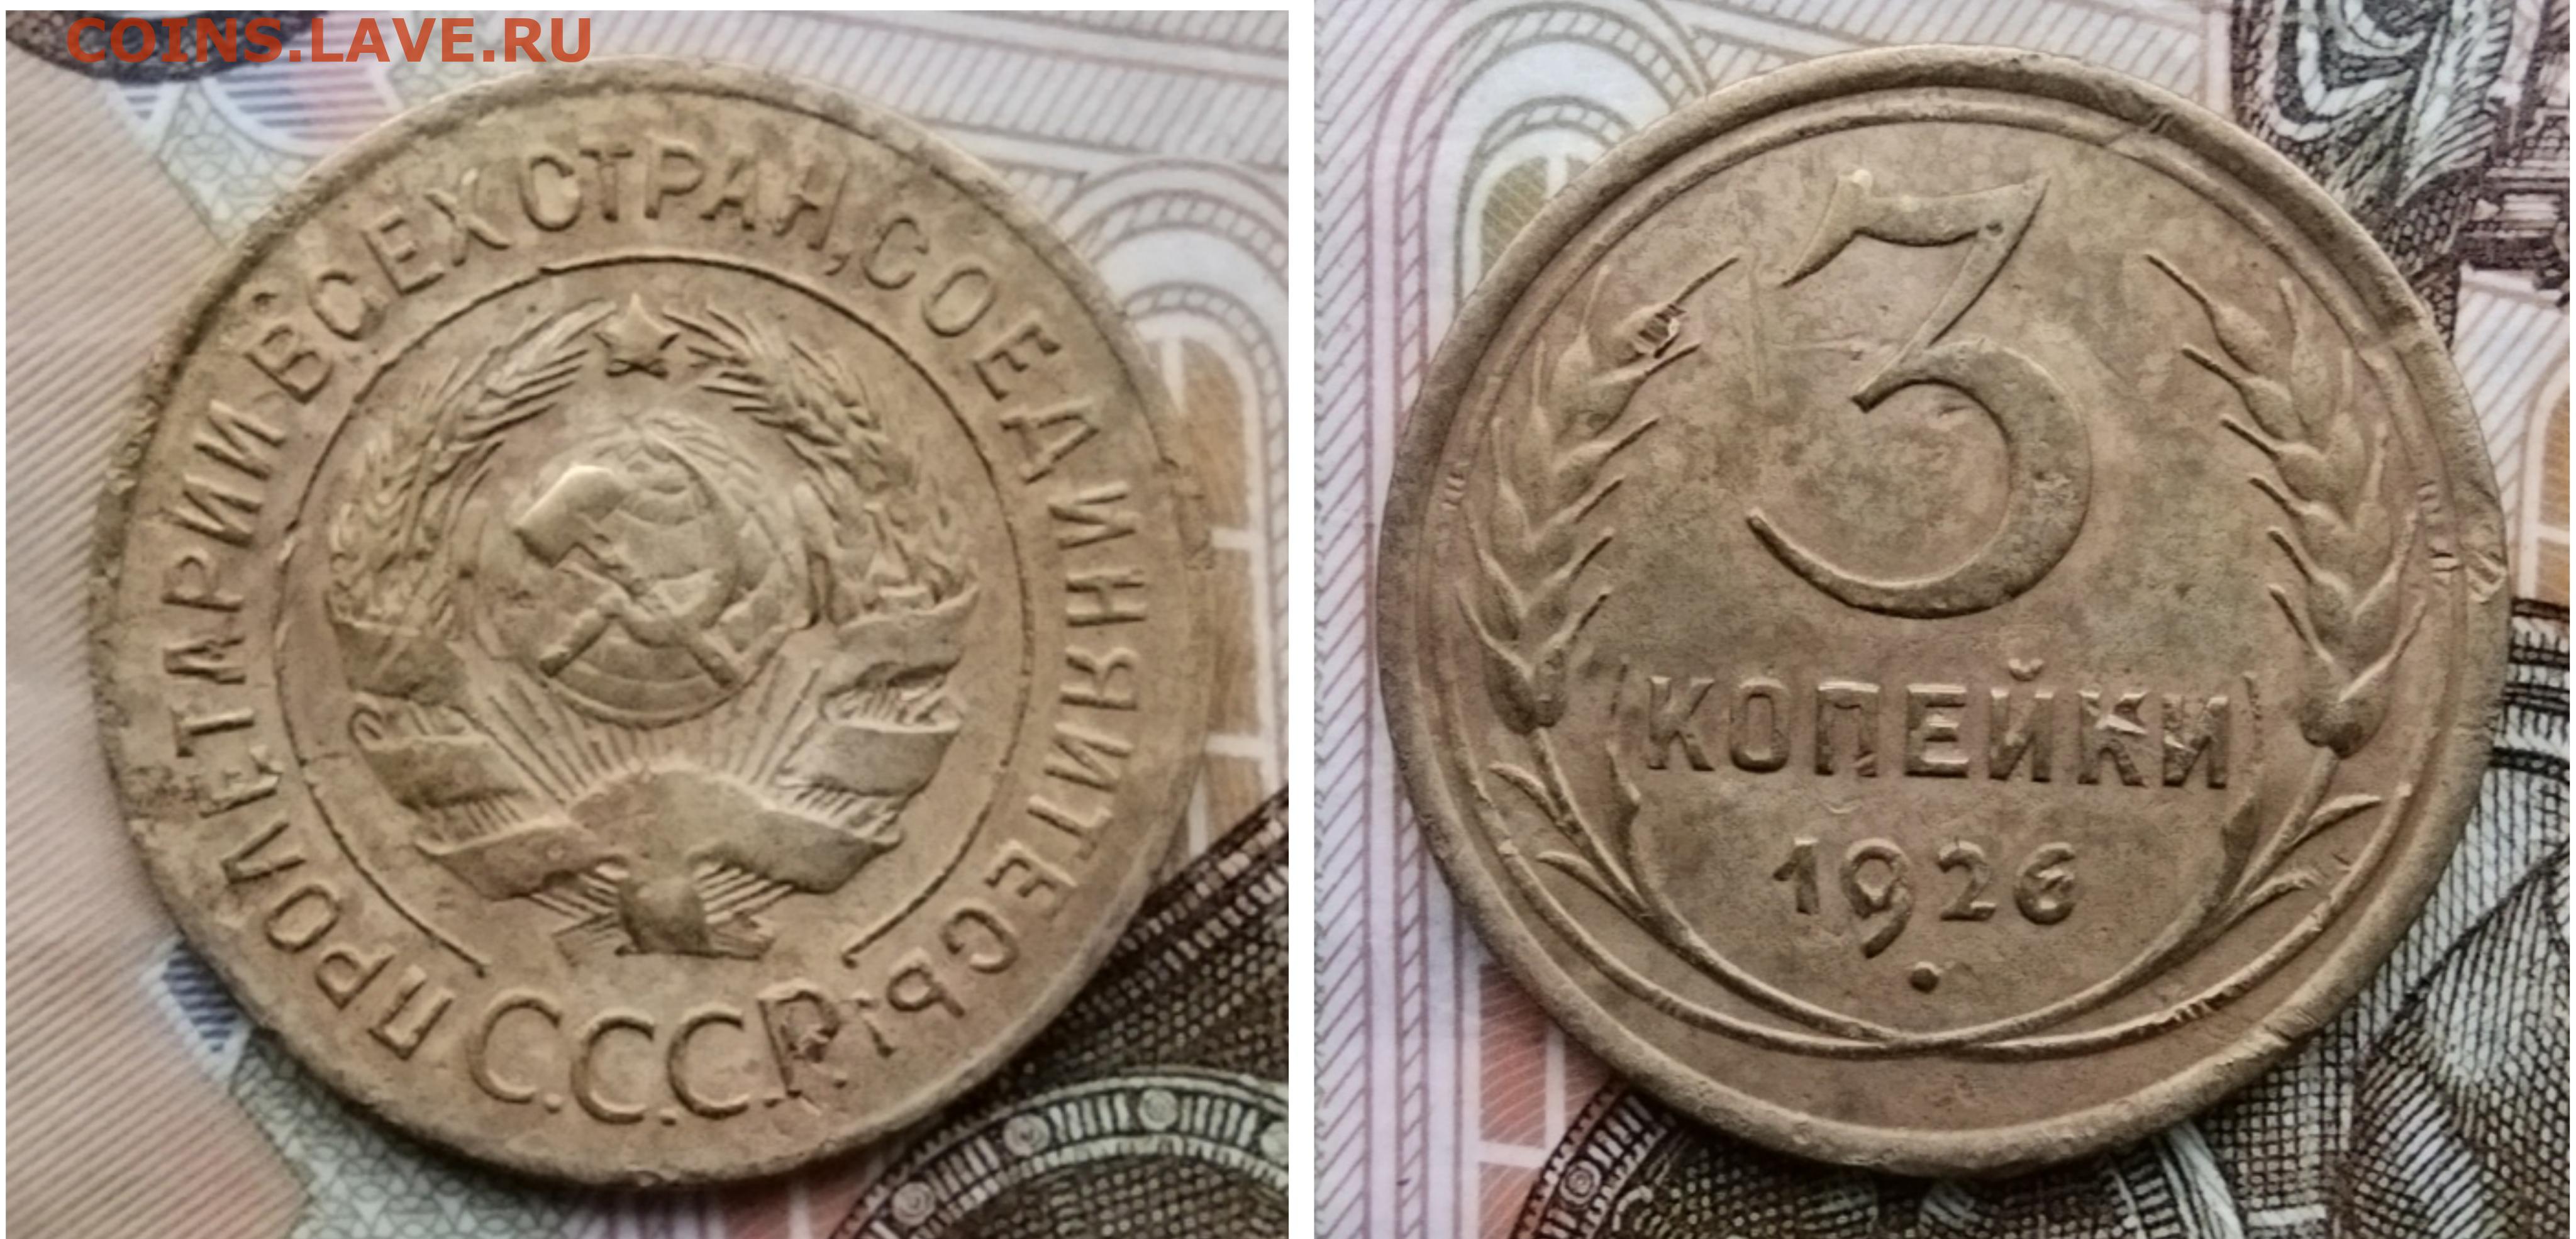 COINS.LAVE.RU
ПРОЛЕТАРИИ ВСЕХ СТРАН, СОЕДИНЯЙТЕСЬ!
С.С.С.Р.
3
КОПЕЙКИ
1926